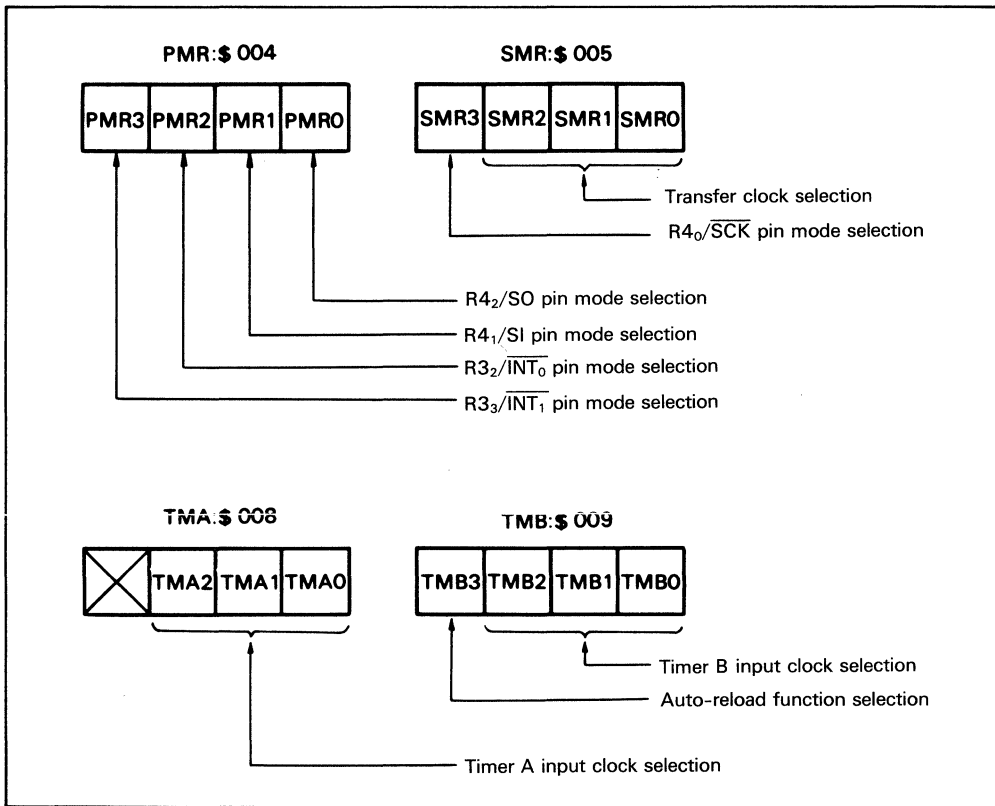 PMR:$ 004
SMR:$ 005
PMR3 PMR2 PMR1 PMR0
SMR3 SMR2 SMR1 SMR0
Transfer clock selection
R4₀/S̅C̅K̅ pin mode selection
R4₂/SO pin mode selection
R4₁/SI pin mode selection
R3₂/I̅N̅T̅₀̅ pin mode selection
R3₃/I̅N̅T̅₁̅ pin mode selection
TMA:$ 008
TMB:$ 009
TMA2 TMA1 TMA0
TMB3 TMB2 TMB1 TMB0
Timer B input clock selection
Auto-reload function selection
Timer A input clock selection